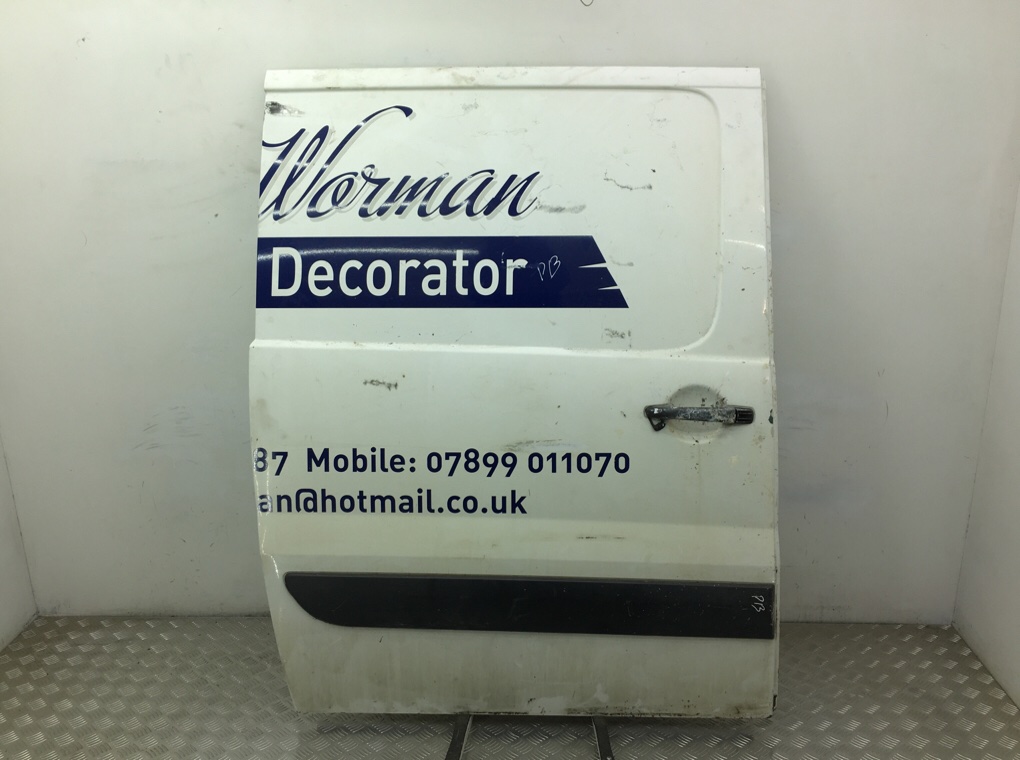 Worman
Decorator PB
87 Mobile: 07899 011070
an@hotmail.co.uk
PB